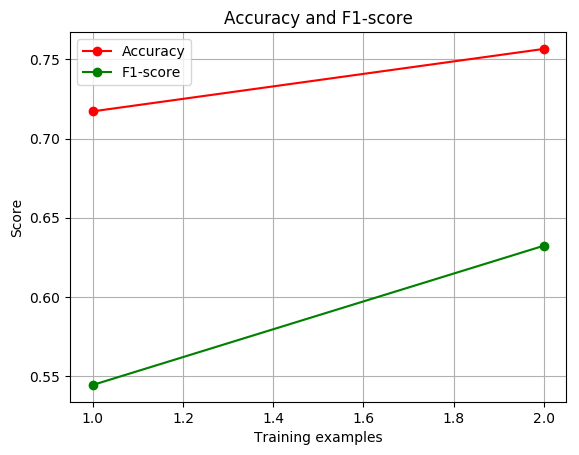 Accuracy and F1-score
Accuracy
F1-score
0.75
0.70
0.65
0.60
0.55
Score
1.0 1.2 1.4 1.6 1.8 2.0
Training examples